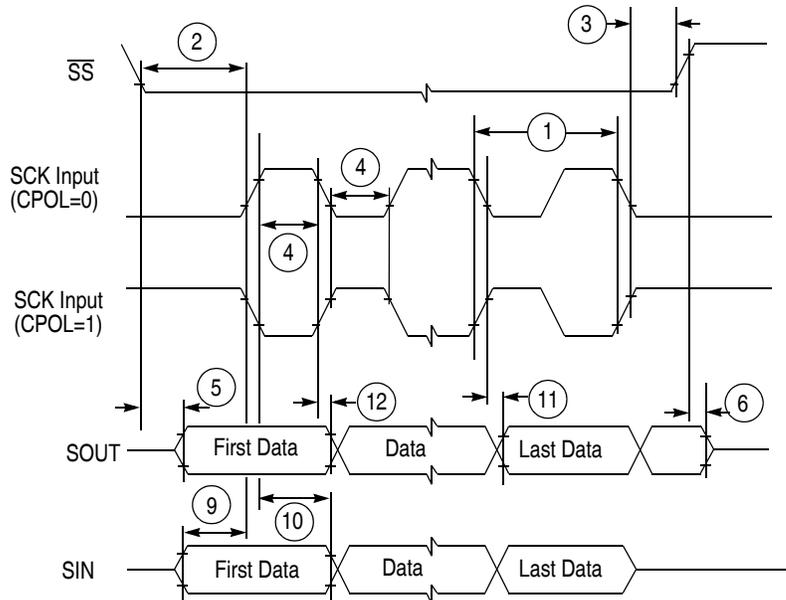 3
2
SS
1
SCK Input
(CPOL=0)
4
4
SCK Input
(CPOL=1)
5
12
11
6
SOUT
First Data
Data
Last Data
9
10
SIN
First Data
Data
Last Data